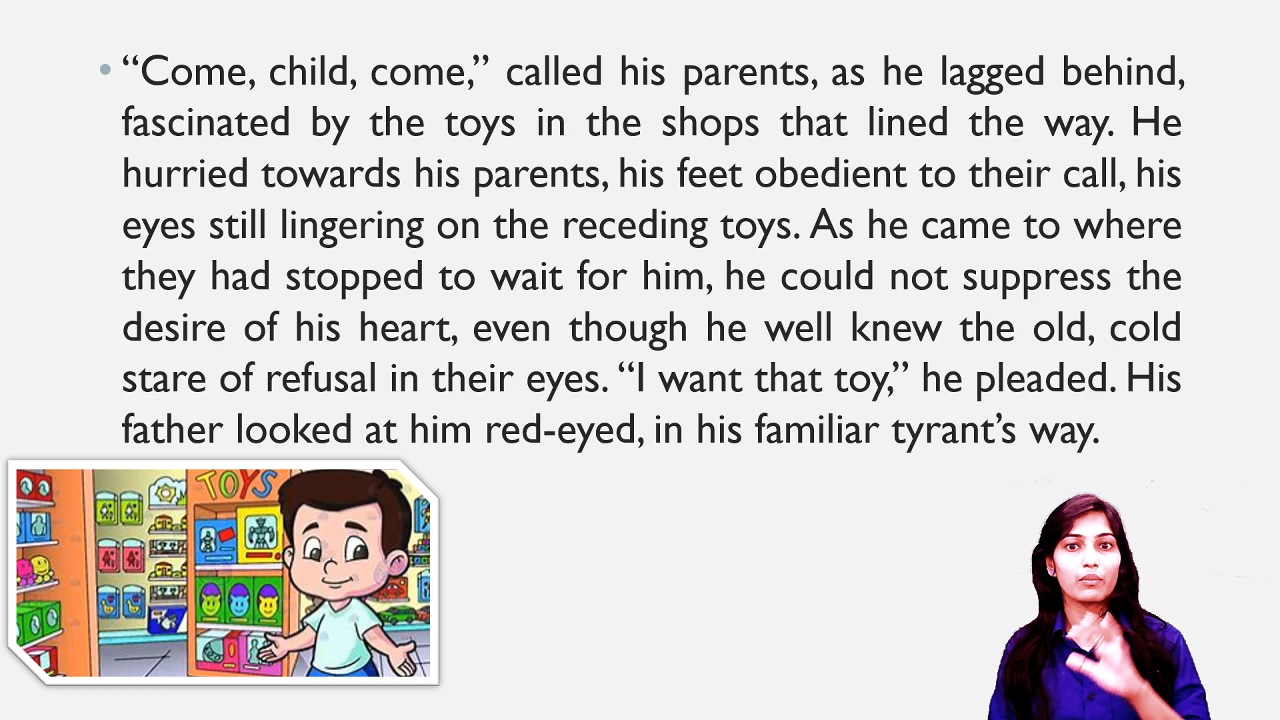 • “Come, child, come,” called his parents, as he lagged behind,
fascinated by the toys in the shops that lined the way. He
hurried towards his parents, his feet obedient to their call, his
eyes still lingering on the receding toys. As he came to where
they had stopped to wait for him, he could not suppress the
desire of his heart, even though he well knew the old, cold
stare of refusal in their eyes. “I want that toy,” he pleaded. His
father looked at him red-eyed, in his familiar tyrant’s way.
TOYS